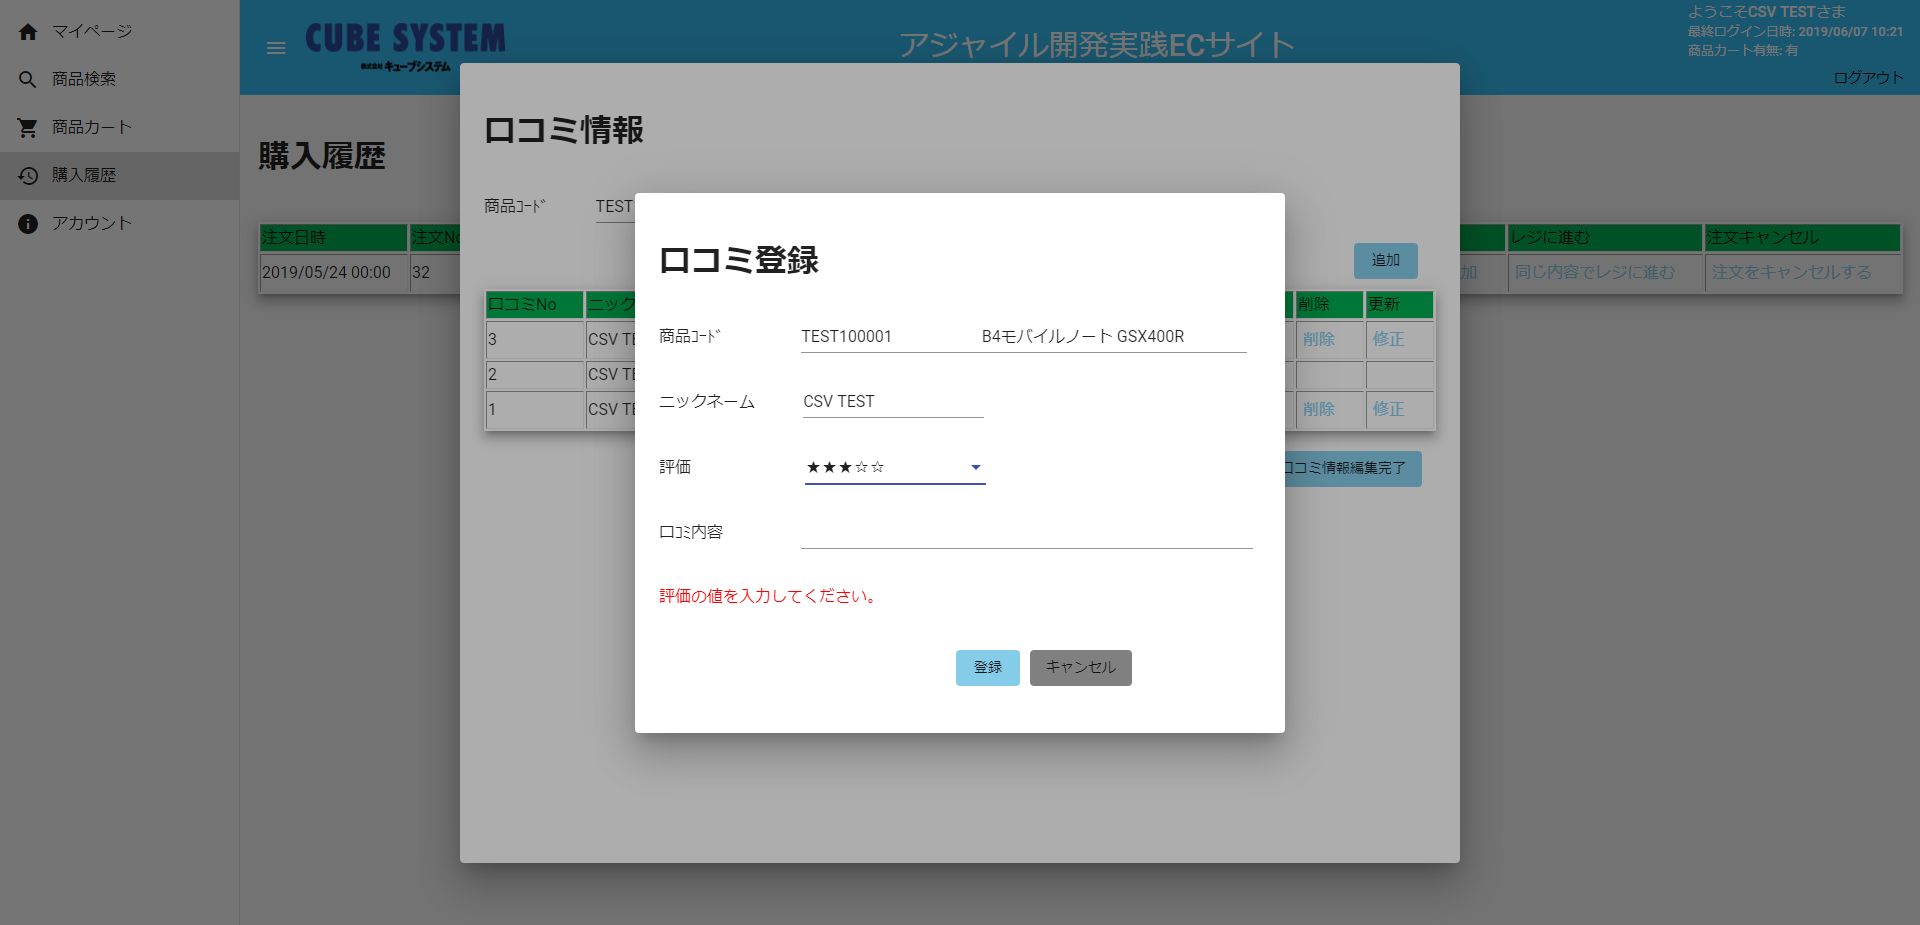 マイページ
商品検索
商品カート
購入履歴
アカウント
CUBE SYSTEM
株式会社 キューブシステム
アジャイル開発実践ECサイト
ようこそCSV TESTさま
最終ログイン日時: 2019/06/07 10:21
商品カート有無: 有
ログアウト
購入履歴
注文日時 注文No レジに進む 注文キャンセル
2019/05/24 00:00 32 加 同じ内容でレジに進む 注文をキャンセルする
口コミ情報
商品ｺｰﾄﾞ TEST
追加
口コミNo ニック 削除 更新
3 CSV TE 削除 修正
2 CSV TE
1 CSV TE 削除 修正
口コミ情報編集完了
口コミ登録
商品ｺｰﾄﾞ TEST100001 B4モバイルノート GSX400R
ニックネーム CSV TEST
評価 ★★★☆☆
口ｺﾐ内容
評価の値を入力してください。
登録 キャンセル